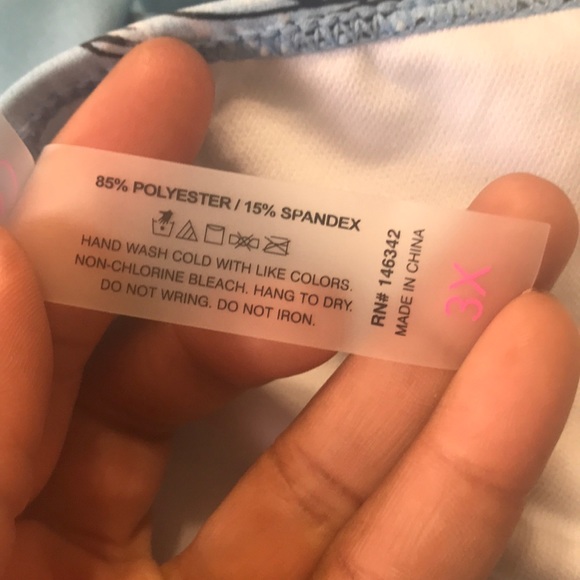 85% POLYESTER / 15% SPANDEX
HAND WASH COLD WITH LIKE COLORS.
NON-CHLORINE BLEACH. HANG TO DRY.
DO NOT WRING. DO NOT IRON.
RN# 146342
MADE IN CHINA
3X